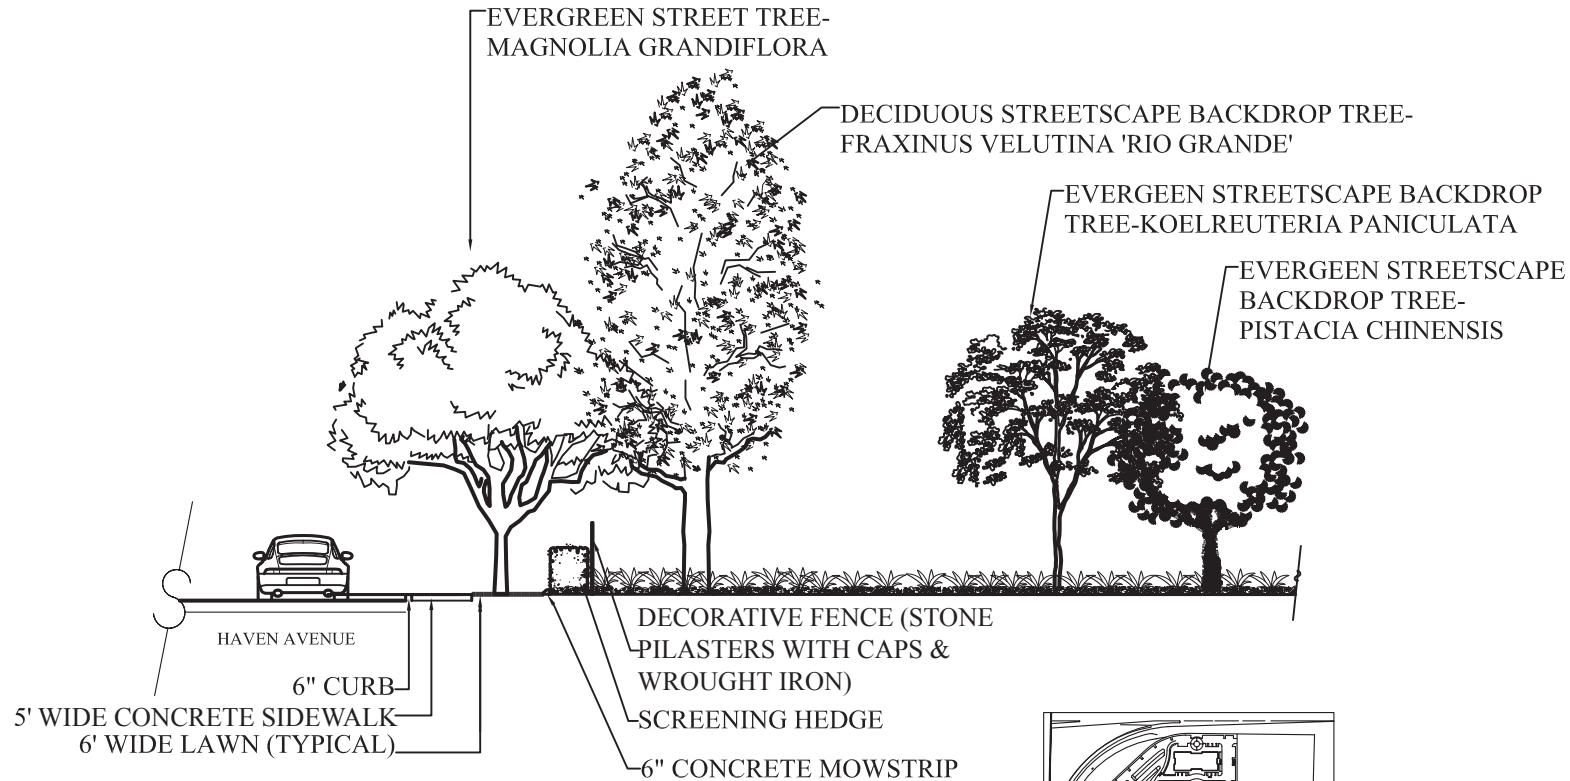 EVERGREEN STREET TREE-
MAGNOLIA GRANDIFLORA
DECIDUOUS STREETSCAPE BACKDROP TREE-
FRAXINUS VELUTINA 'RIO GRANDE'
EVERGEEN STREETSCAPE BACKDROP
TREE-KOELREUTERIA PANICULATA
EVERGEEN STREETSCAPE
BACKDROP TREE-
PISTACIA CHINENSIS
HAVEN AVENUE
6" CURB
5' WIDE CONCRETE SIDEWALK
6' WIDE LAWN (TYPICAL)
DECORATIVE FENCE (STONE
PILASTERS WITH CAPS &
WROUGHT IRON)
SCREENING HEDGE
6" CONCRETE MOWSTRIP